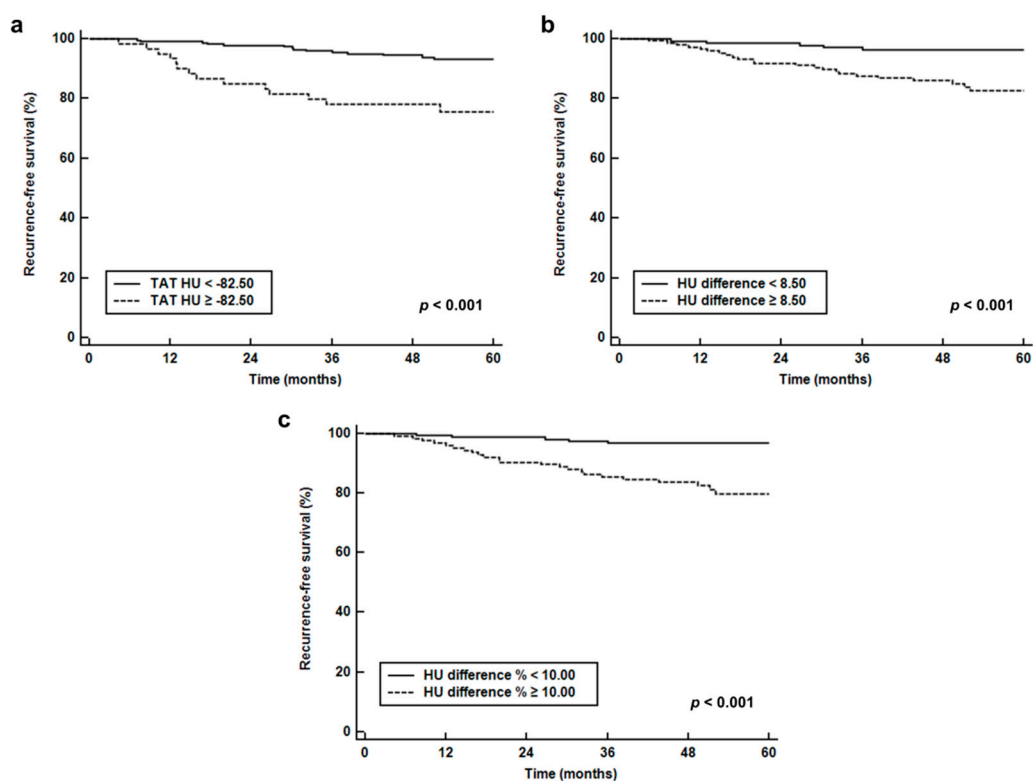 a
100
80
60
40
20
0
Recurrence-free survival (%)
TAT HU < -82.50
TAT HU ≥ -82.50
p < 0.001
0 12 24 36 48 60
Time (months)
b
100
80
60
40
20
0
Recurrence-free survival (%)
HU difference < 8.50
HU difference ≥ 8.50
p < 0.001
0 12 24 36 48 60
Time (months)
c
100
80
60
40
20
0
Recurrence-free survival (%)
HU difference % < 10.00
HU difference % ≥ 10.00
p < 0.001
0 12 24 36 48 60
Time (months)